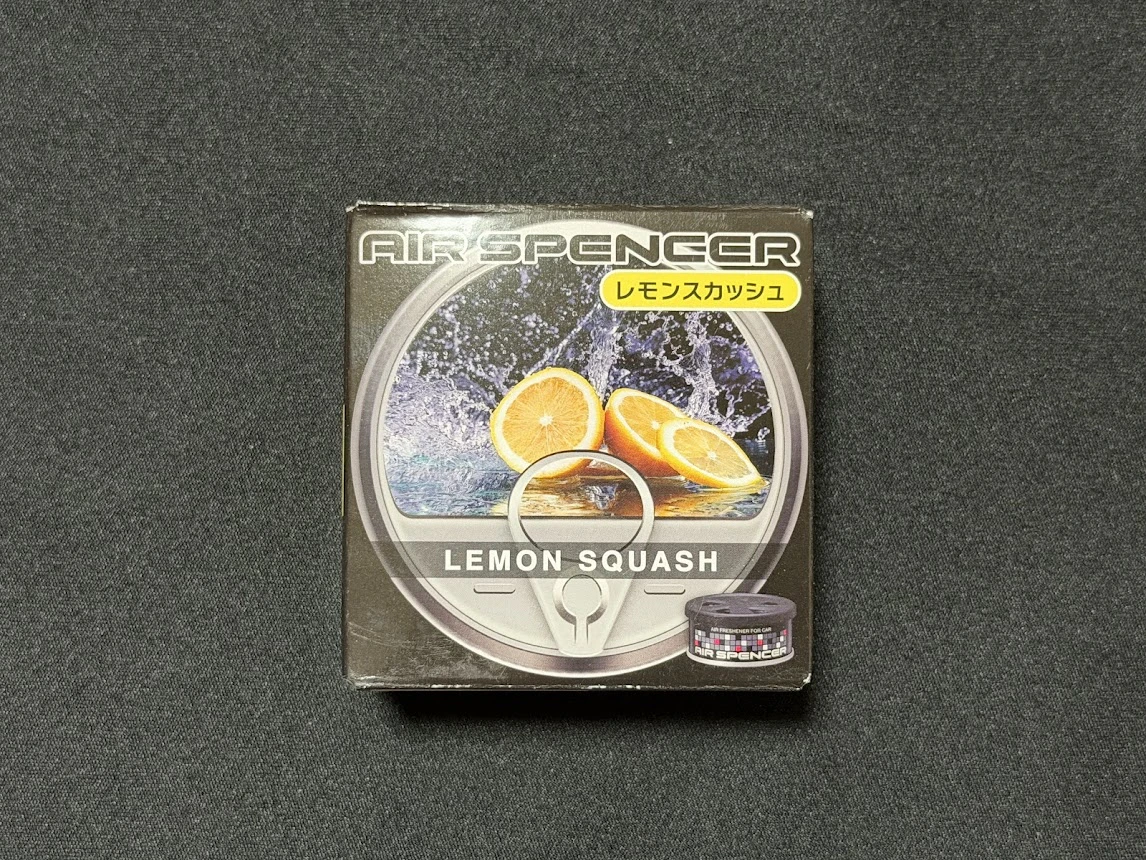 AIR SPENCER
レモンスカッシュ
LEMON SQUASH
AIR FRESHENER FOR CAR
AIR SPENCER